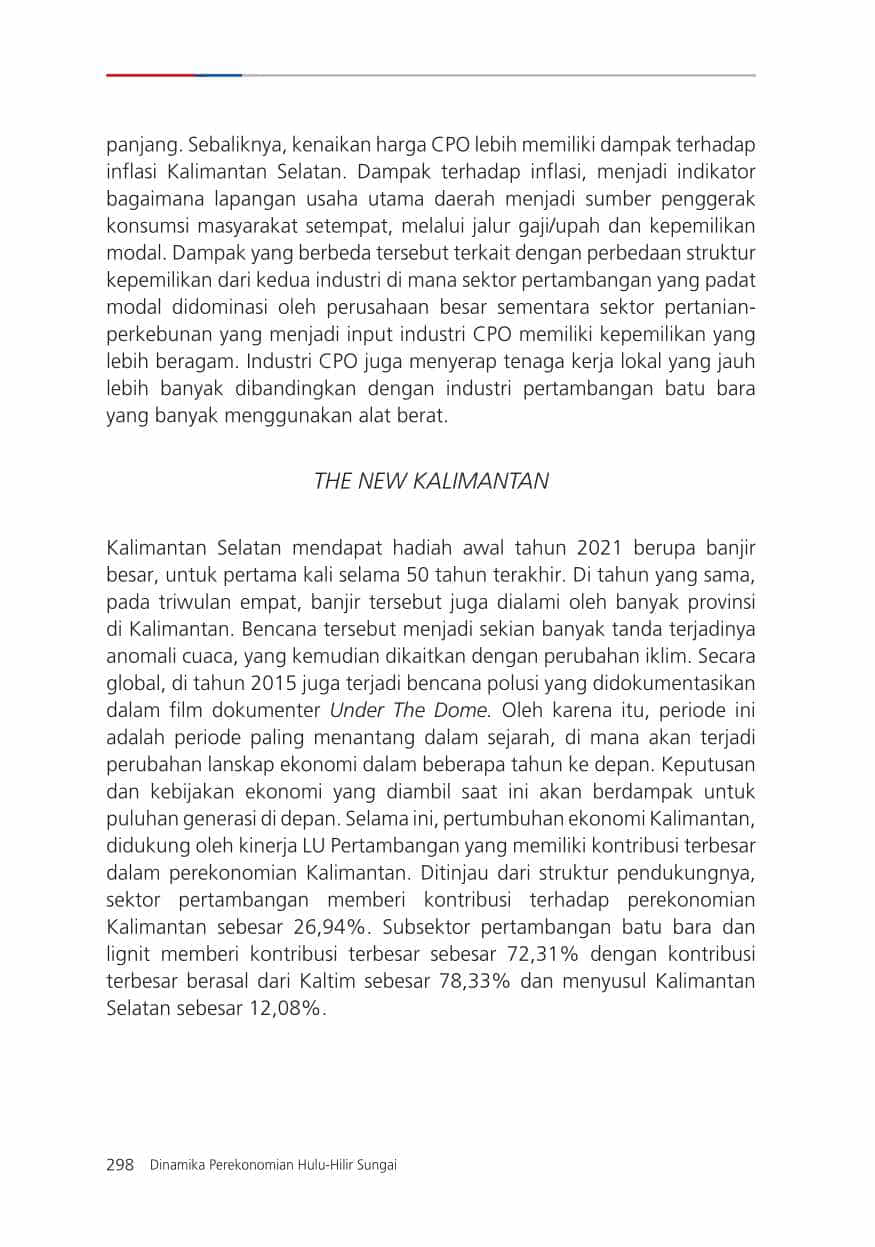 panjang. Sebaliknya, kenaikan harga CPO lebih memiliki dampak terhadap
inflasi Kalimantan Selatan. Dampak terhadap inflasi, menjadi indikator
bagaimana lapangan usaha utama daerah menjadi sumber penggerak
konsumsi masyarakat setempat, melalui jalur gaji/upah dan kepemilikan
modal. Dampak yang berbeda tersebut terkait dengan perbedaan struktur
kepemilikan dari kedua industri di mana sektor pertambangan yang padat
modal didominasi oleh perusahaan besar sementara sektor pertanian-
perkebunan yang menjadi input industri CPO memiliki kepemilikan yang
lebih beragam. Industri CPO juga menyerap tenaga kerja lokal yang jauh
lebih banyak dibandingkan dengan industri pertambangan batu bara
yang banyak menggunakan alat berat.
THE NEW KALIMANTAN
Kalimantan Selatan mendapat hadiah awal tahun 2021 berupa banjir
besar, untuk pertama kali selama 50 tahun terakhir. Di tahun yang sama,
pada triwulan empat, banjir tersebut juga dialami oleh banyak provinsi
di Kalimantan. Bencana tersebut menjadi sekian banyak tanda terjadinya
anomali cuaca, yang kemudian dikaitkan dengan perubahan iklim. Secara
global, di tahun 2015 juga terjadi bencana polusi yang didokumentasikan
dalam film dokumenter Under The Dome. Oleh karena itu, periode ini
adalah periode paling menantang dalam sejarah, di mana akan terjadi
perubahan lanskap ekonomi dalam beberapa tahun ke depan. Keputusan
dan kebijakan ekonomi yang diambil saat ini akan berdampak untuk
puluhan generasi di depan. Selama ini, pertumbuhan ekonomi Kalimantan,
didukung oleh kinerja LU Pertambangan yang memiliki kontribusi terbesar
dalam perekonomian Kalimantan. Ditinjau dari struktur pendukungnya,
sektor pertambangan memberi kontribusi terhadap perekonomian
Kalimantan sebesar 26,94%. Subsektor pertambangan batu bara dan
lignit memberi kontribusi terbesar sebesar 72,31% dengan kontribusi
terbesar berasal dari Kaltim sebesar 78,33% dan menyusul Kalimantan
Selatan sebesar 12,08%.
298 Dinamika Perekonomian Hulu-Hilir Sungai